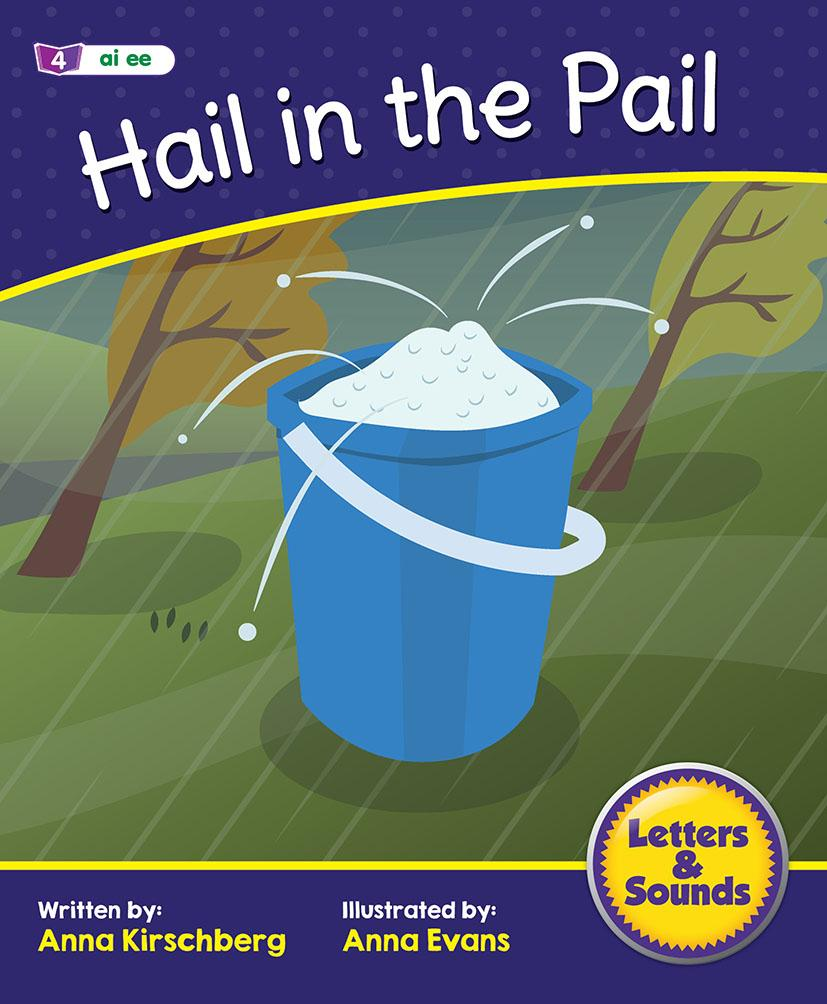 4 ai ee
Hail in the Pail
Letters
&
Sounds
Written by:
Anna Kirschberg
Illustrated by:
Anna Evans